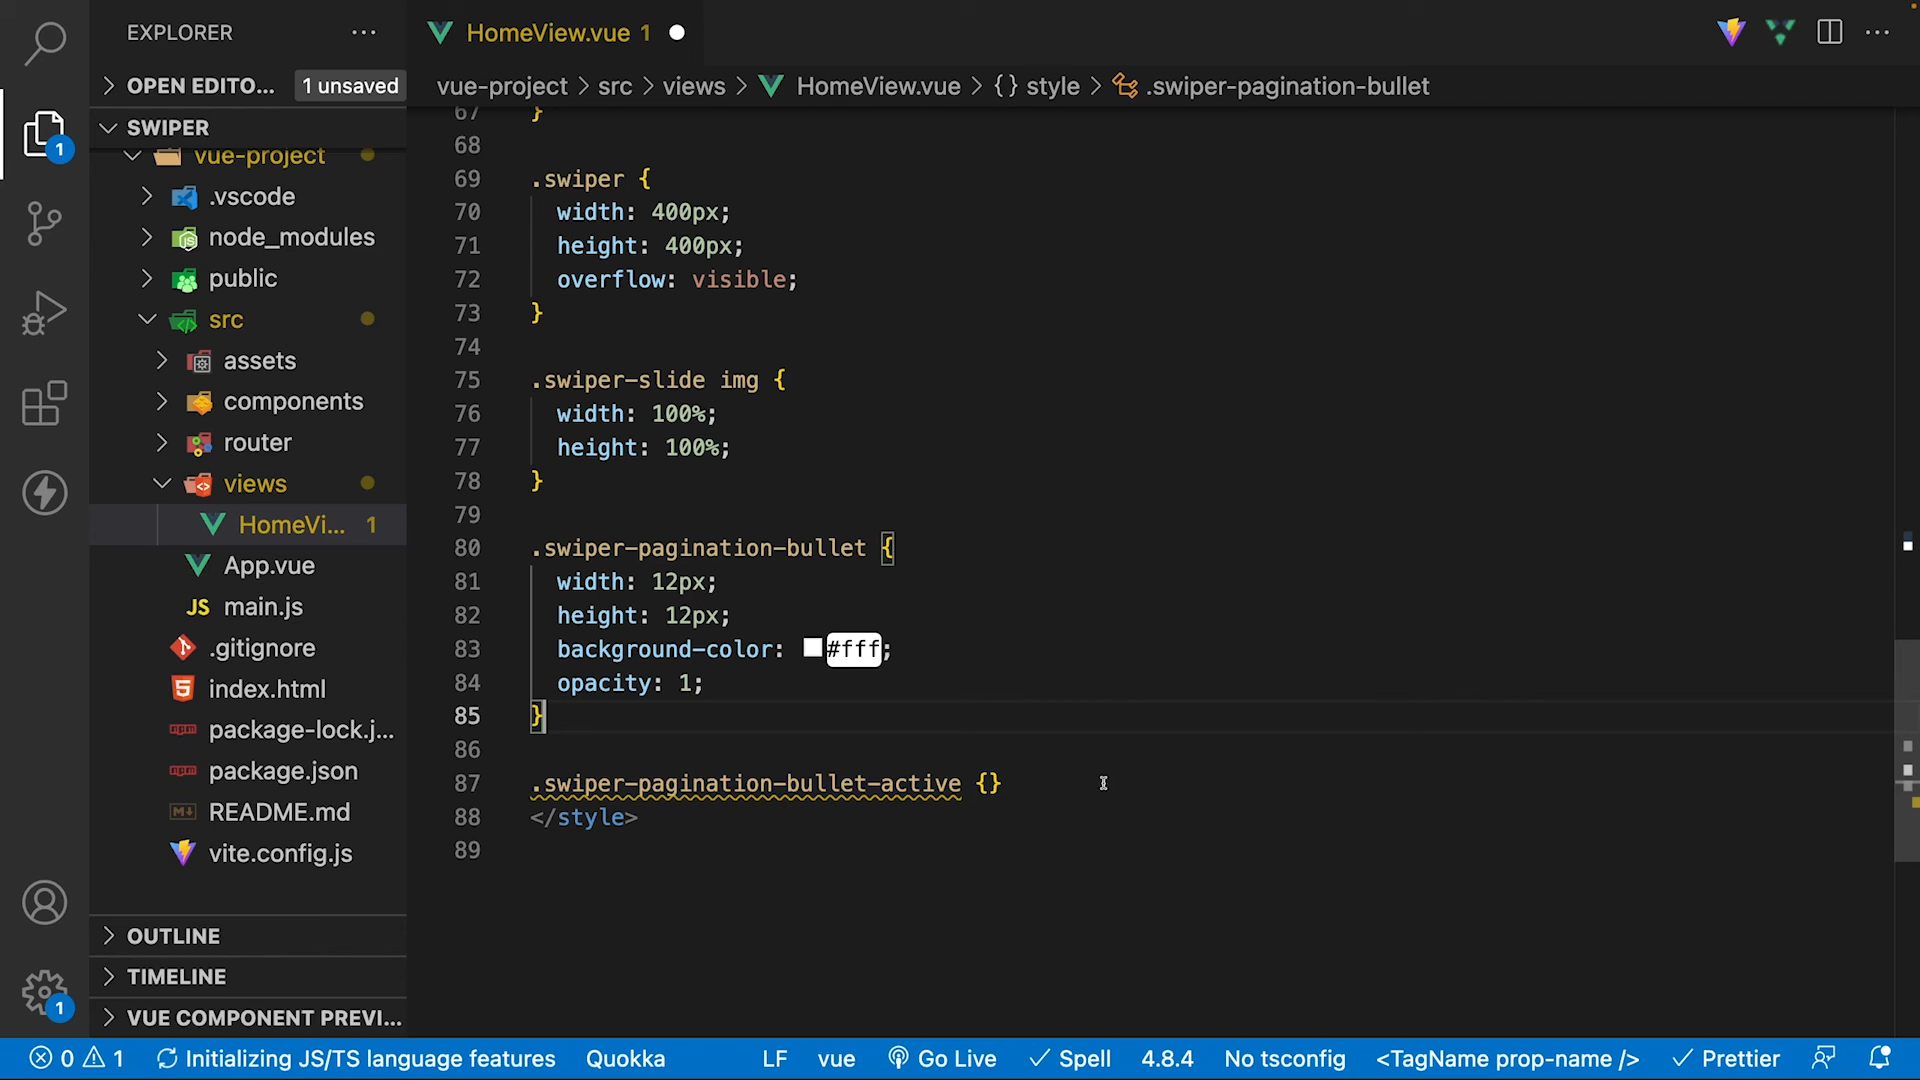 EXPLORER
HomeView.vue 1
OPEN EDITO... 1 unsaved
vue-project > src > views > HomeView.vue > {} style > .swiper-pagination-bullet
SWIPER
vue-project
.vscode
node_modules
public
src
assets
components
router
views
HomeVi... 1
App.vue
JS main.js
.gitignore
index.html
package-lock.j...
package.json
README.md
vite.config.js
OUTLINE
TIMELINE
VUE COMPONENT PREVI...
1
1
67 }
68
69 .swiper {
70 width: 400px;
71 height: 400px;
72 overflow: visible;
73 }
74
75 .swiper-slide img {
76 width: 100%;
77 height: 100%;
78 }
79
80 .swiper-pagination-bullet {
81 width: 12px;
82 height: 12px;
83 background-color: #fff;
84 opacity: 1;
85 }
86
87 .swiper-pagination-bullet-active {}
88 </style>
89
0 1 Initializing JS/TS language features Quokka LF vue Go Live Spell 4.8.4 No tsconfig <TagName prop-name /> Prettier